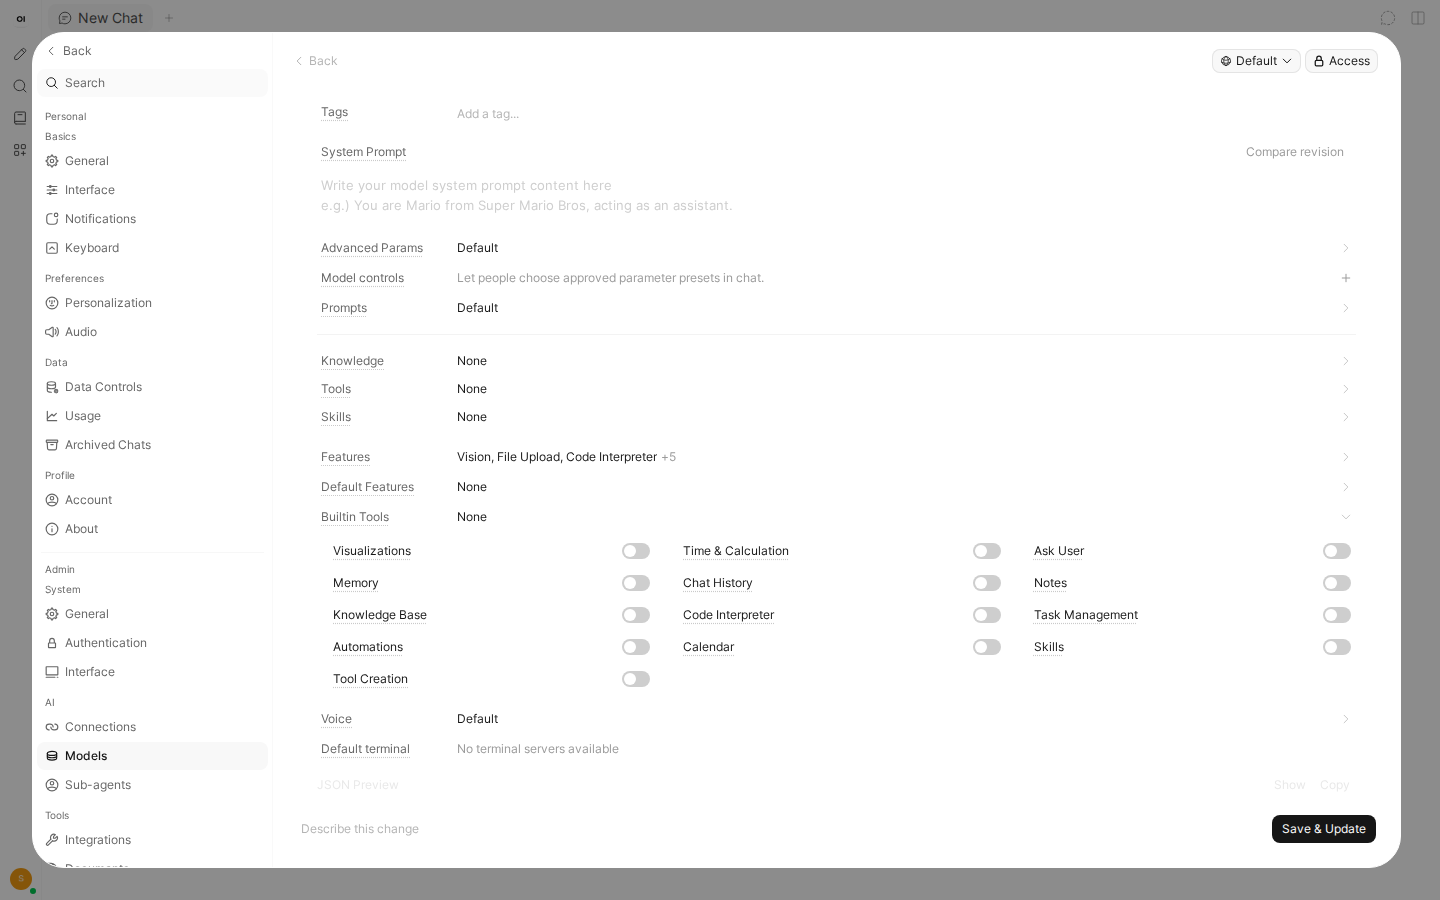 OI
New Chat
Back
Search
Personal
Basics
General
Interface
Notifications
Keyboard
Preferences
Personalization
Audio
Data
Data Controls
Usage
Archived Chats
Profile
Account
About
Admin
System
General
Authentication
Interface
AI
Connections
Models
Sub-agents
Tools
Integrations
Documents
S
Back
Default
Access
Tags
Add a tag...
System Prompt
Compare revision
Write your model system prompt content here
e.g.) You are Mario from Super Mario Bros, acting as an assistant.
Advanced Params Default
Model controls Let people choose approved parameter presets in chat.
Prompts Default
Knowledge None
Tools None
Skills None
Features Vision, File Upload, Code Interpreter +5
Default Features None
Builtin Tools None
Visualizations Time & Calculation Ask User
Memory Chat History Notes
Knowledge Base Code Interpreter Task Management
Automations Calendar Skills
Tool Creation
Voice Default
Default terminal No terminal servers available
JSON Preview Show Copy
Describe this change
Save & Update